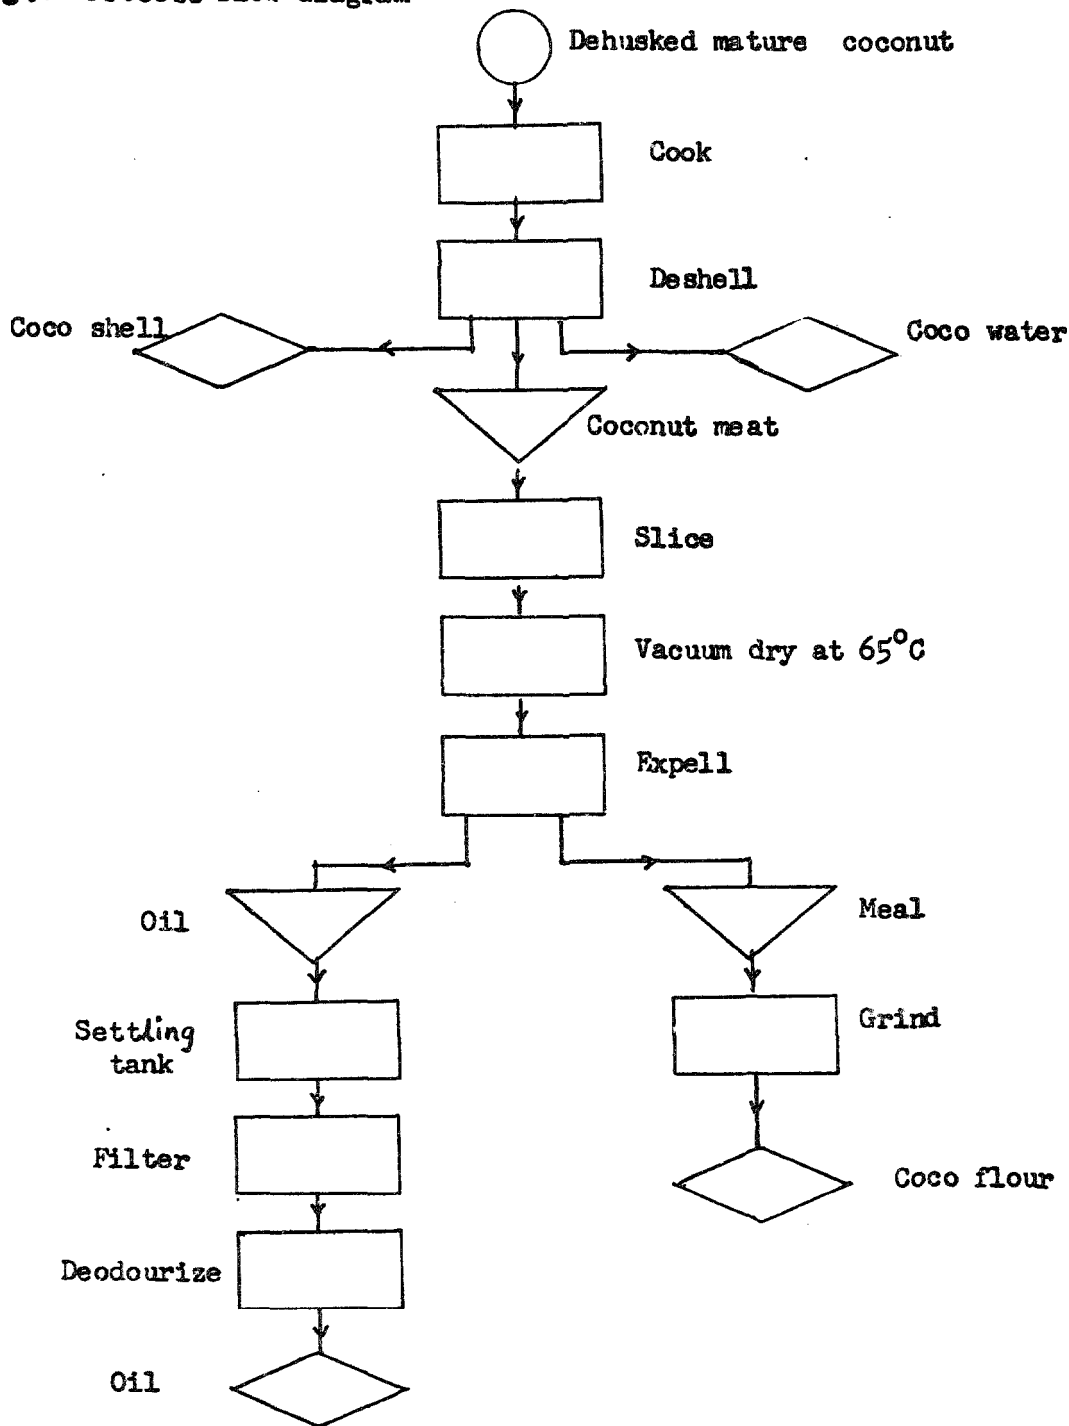 diagram
Dehusked mature coconut
Cook
Deshell
Coco shell
Coco water
Coconut meat
Slice
Vacuum dry at 65°C
Expell
Oil
Meal
Settling
tank
Grind
Filter
Coco flour
Deodourize
Oil